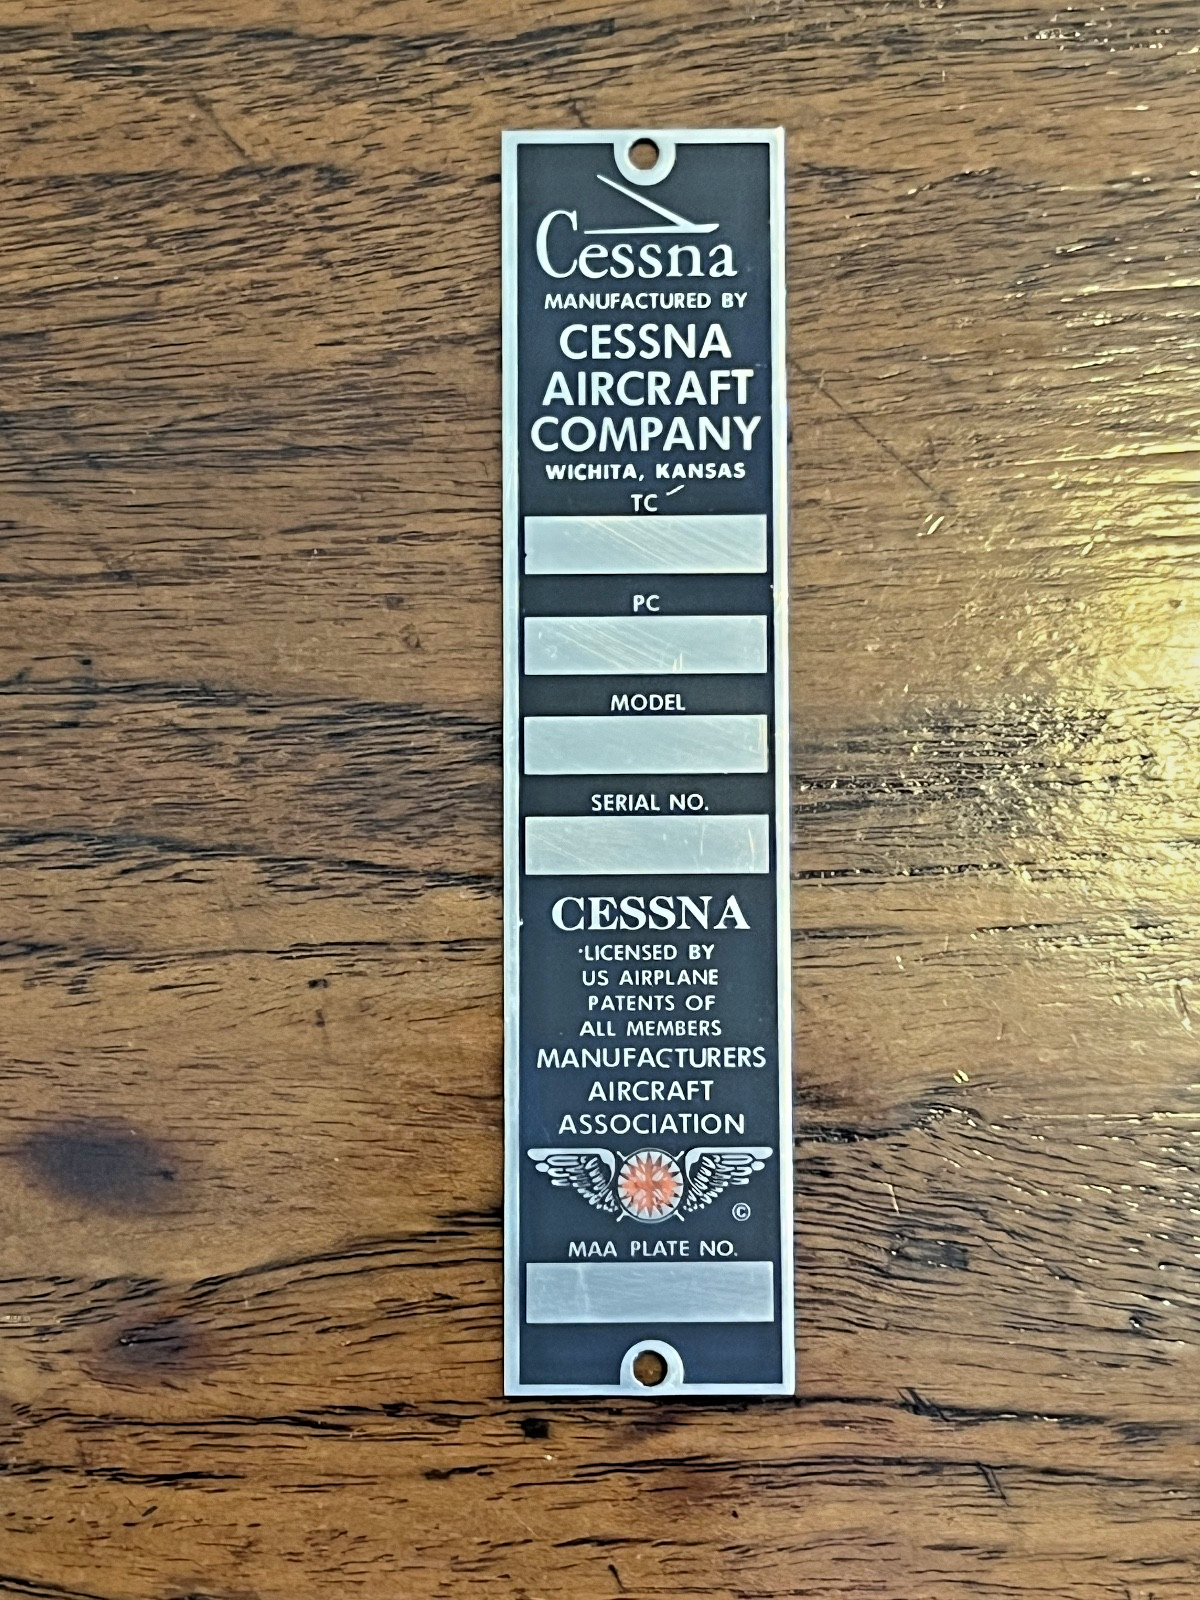 Cessna
MANUFACTURED BY
CESSNA
AIRCRAFT
COMPANY
WICHITA, KANSAS
TC
PC
MODEL
SERIAL NO.
CESSNA
LICENSED BY
US AIRPLANE
PATENTS OF
ALL MEMBERS
MANUFACTURERS
AIRCRAFT
ASSOCIATION
©
MAA PLATE NO.